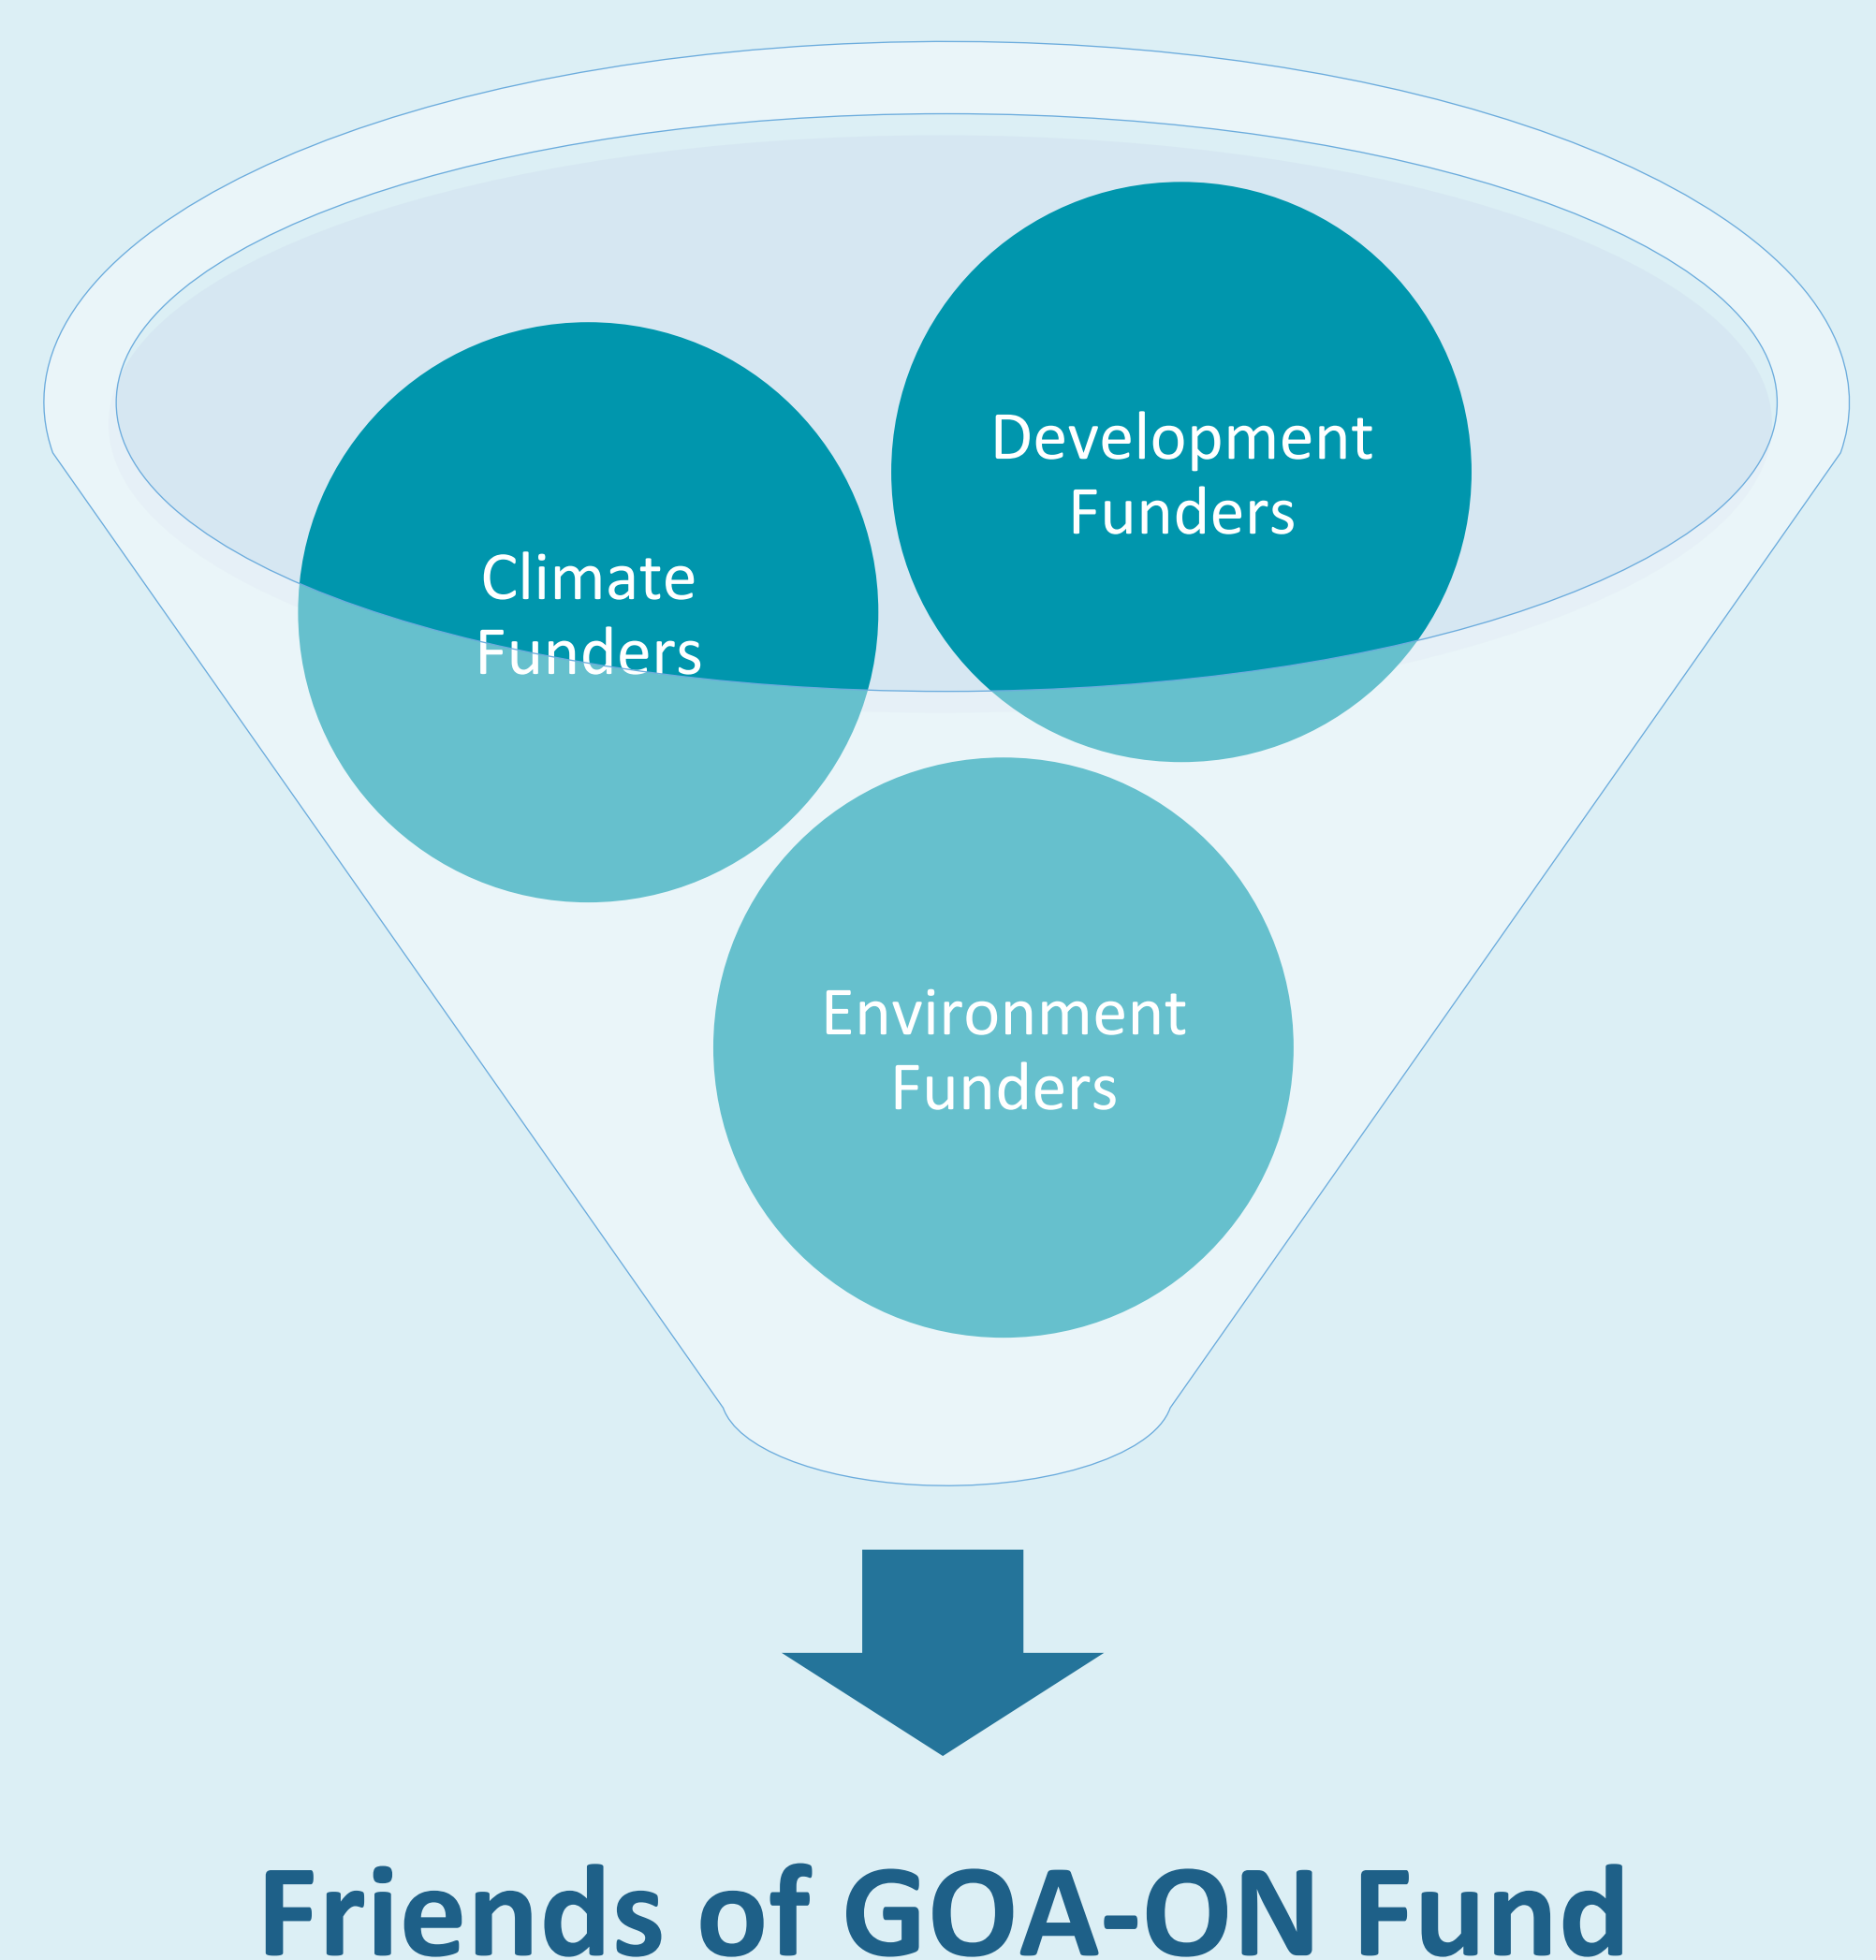 Development
Funders
Climate
Funders
Environment
Funders
Friends of GOA-ON Fund